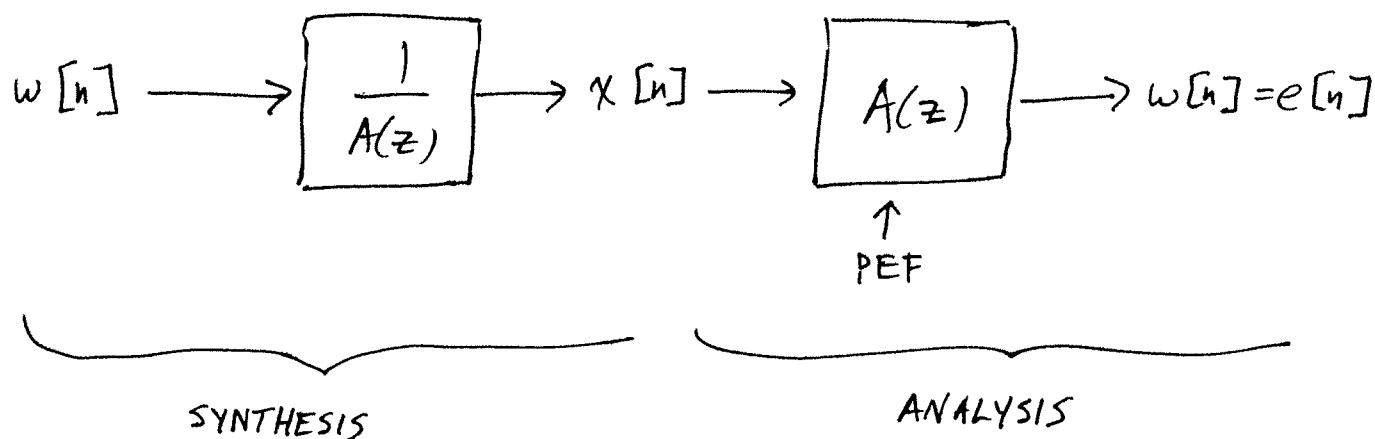 w[n] → 1/A(z) → x[n] → A(z) → w[n]=e[n]
↑
PEF
SYNTHESIS
ANALYSIS